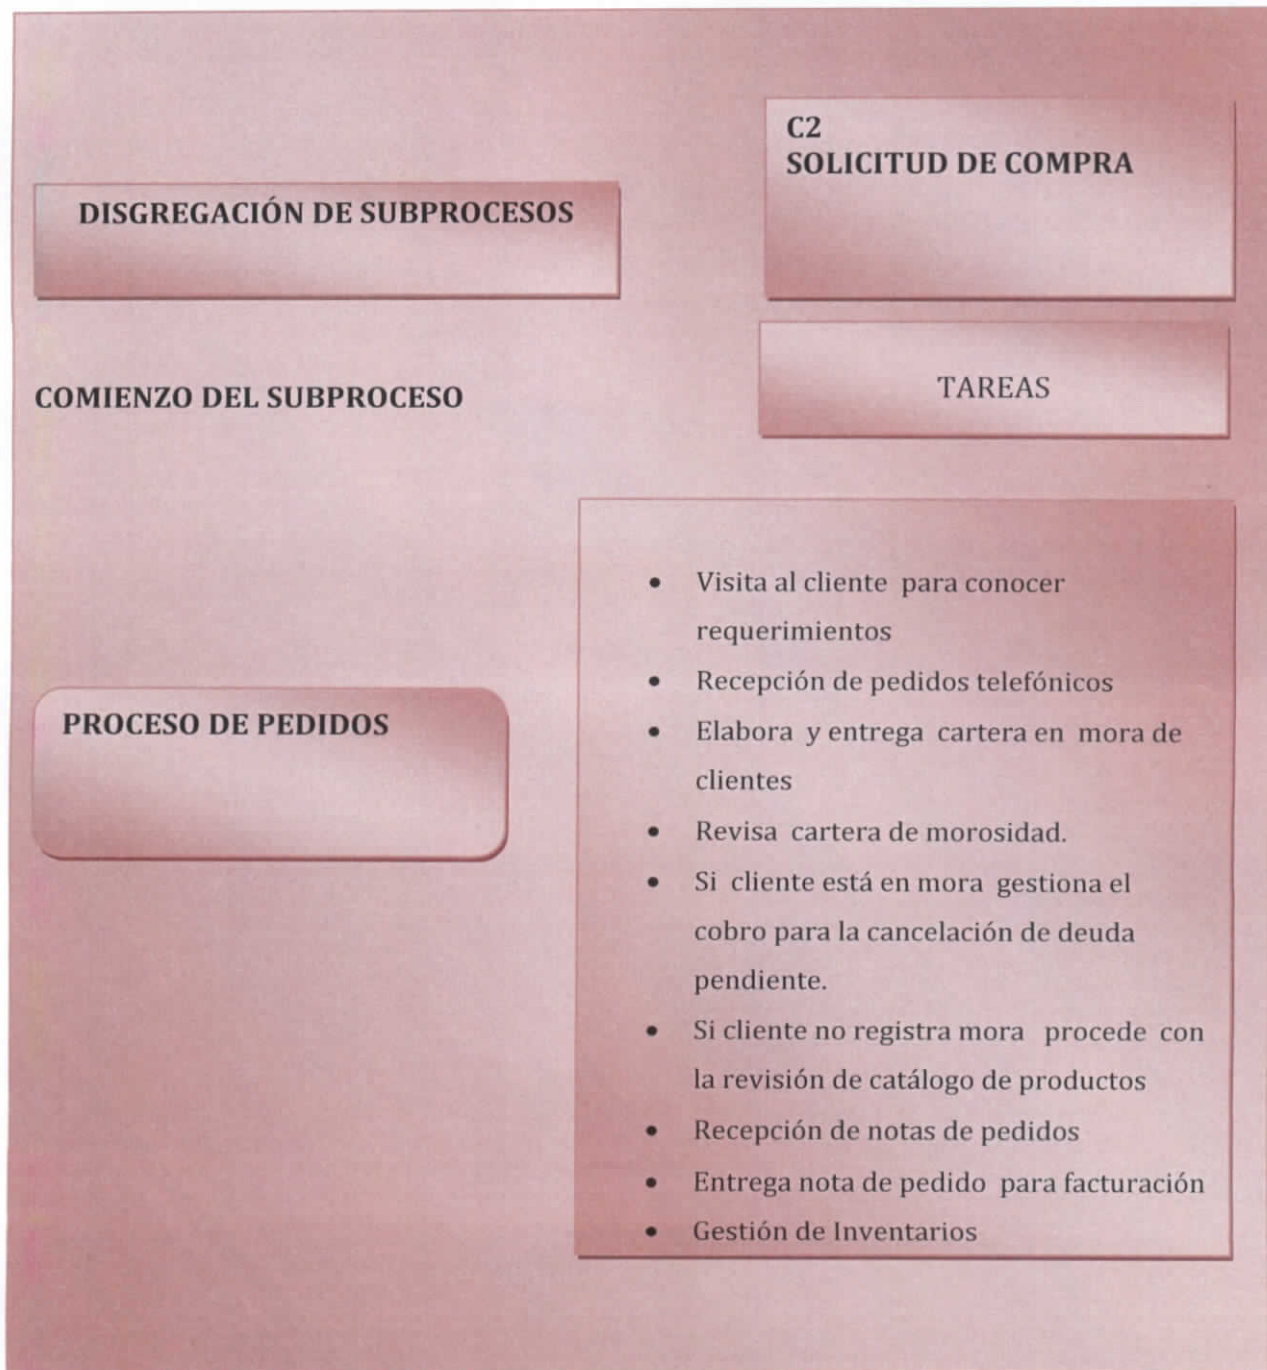 C2
SOLICITUD DE COMPRA
DISGREGACIÓN DE SUBPROCESOS
COMIENZO DEL SUBPROCESO
TAREAS
PROCESO DE PEDIDOS
• Visita al cliente para conocer
requerimientos
• Recepción de pedidos telefónicos
• Elabora y entrega cartera en mora de
clientes
• Revisa cartera de morosidad.
• Si cliente está en mora gestiona el
cobro para la cancelación de deuda
pendiente.
• Si cliente no registra mora procede con
la revisión de catálogo de productos
• Recepción de notas de pedidos
• Entrega nota de pedido para facturación
• Gestión de Inventarios